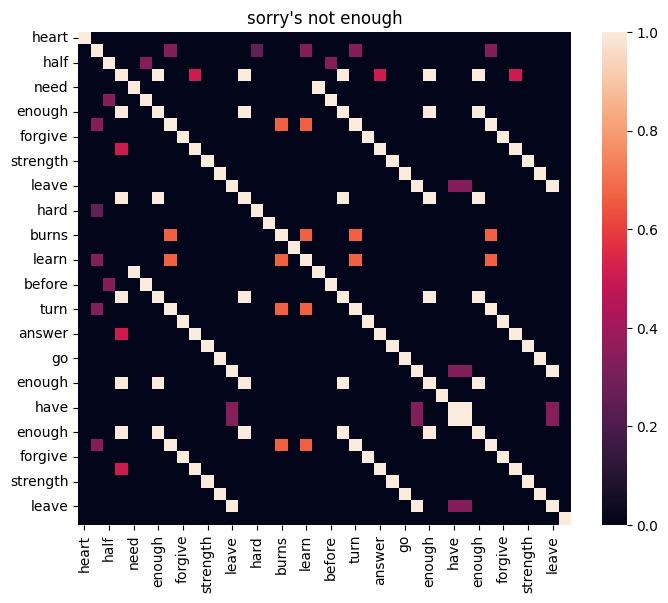 sorry's not enough
heart
half
need
enough
forgive
strength
leave
hard
burns
learn
before
turn
answer
go
enough
have
enough
forgive
strength
leave
1.0
0.8
0.6
0.4
0.2
0.0
heart
half
need
enough
forgive
strength
leave
hard
burns
learn
before
turn
answer
go
enough
have
enough
forgive
strength
leave